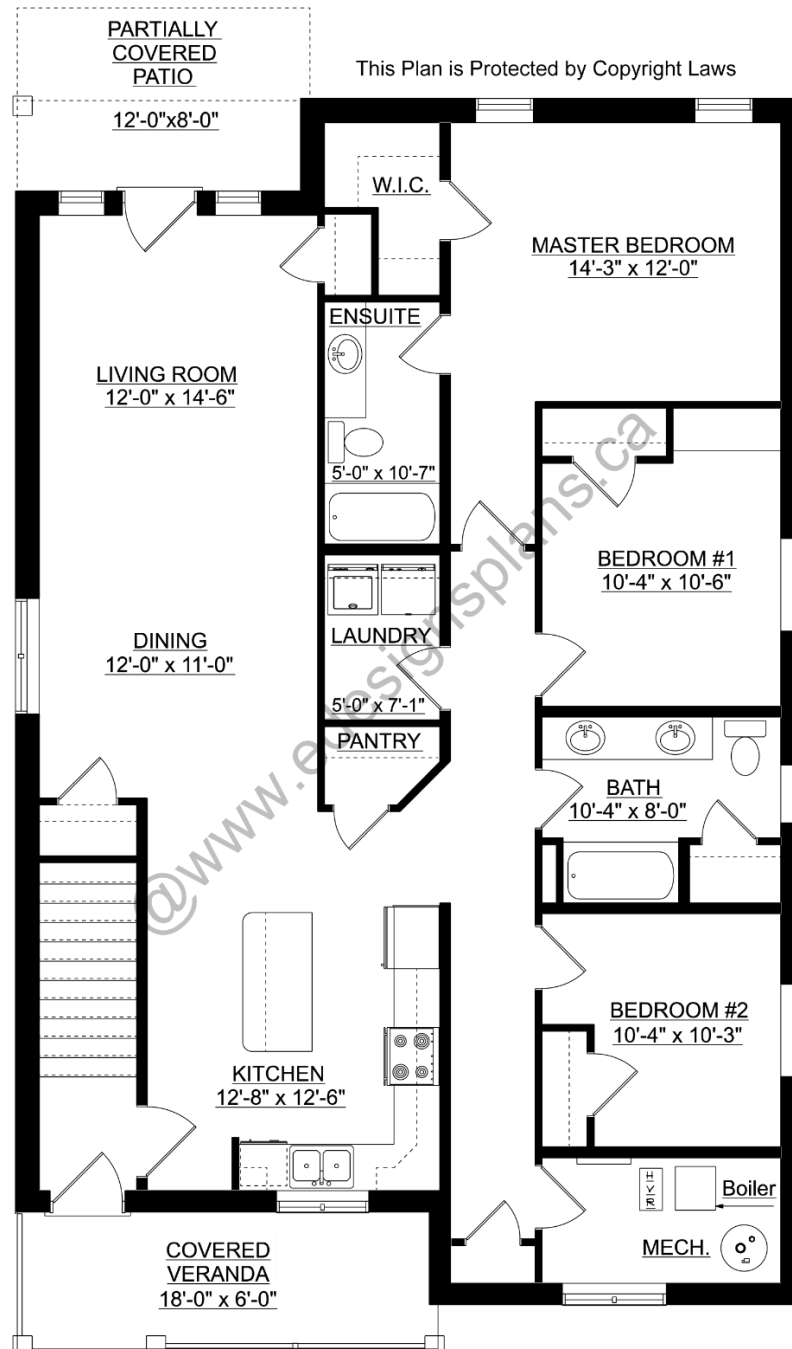 PARTIALLY
COVERED
PATIO
12'-0"x8'-0"
This Plan is Protected by Copyright Laws
W.I.C.
MASTER BEDROOM
14'-3" x 12'-0"
ENSUITE
5'-0" x 10'-7"
LIVING ROOM
12'-0" x 14'-6"
BEDROOM #1
10'-4" x 10'-6"
DINING
12'-0" x 11'-0"
LAUNDRY
5'-0" x 7'-1"
PANTRY
BATH
10'-4" x 8'-0"
@www.edesignsplans.ca
BEDROOM #2
10'-4" x 10'-3"
KITCHEN
12'-8" x 12'-6"
Boiler
MECH.
COVERED
VERANDA
18'-0" x 6'-0"